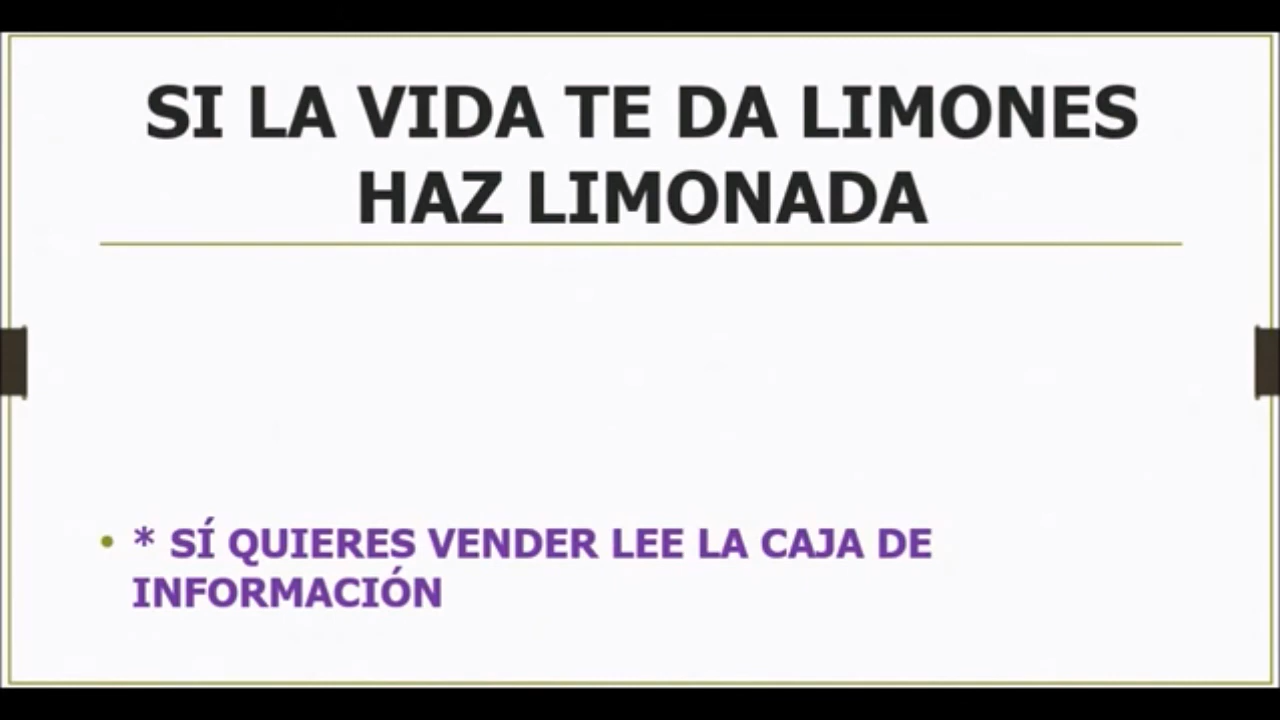 SI LA VIDA TE DA LIMONES
HAZ LIMONADA
• * SÍ QUIERES VENDER LEE LA CAJA DE
INFORMACIÓN